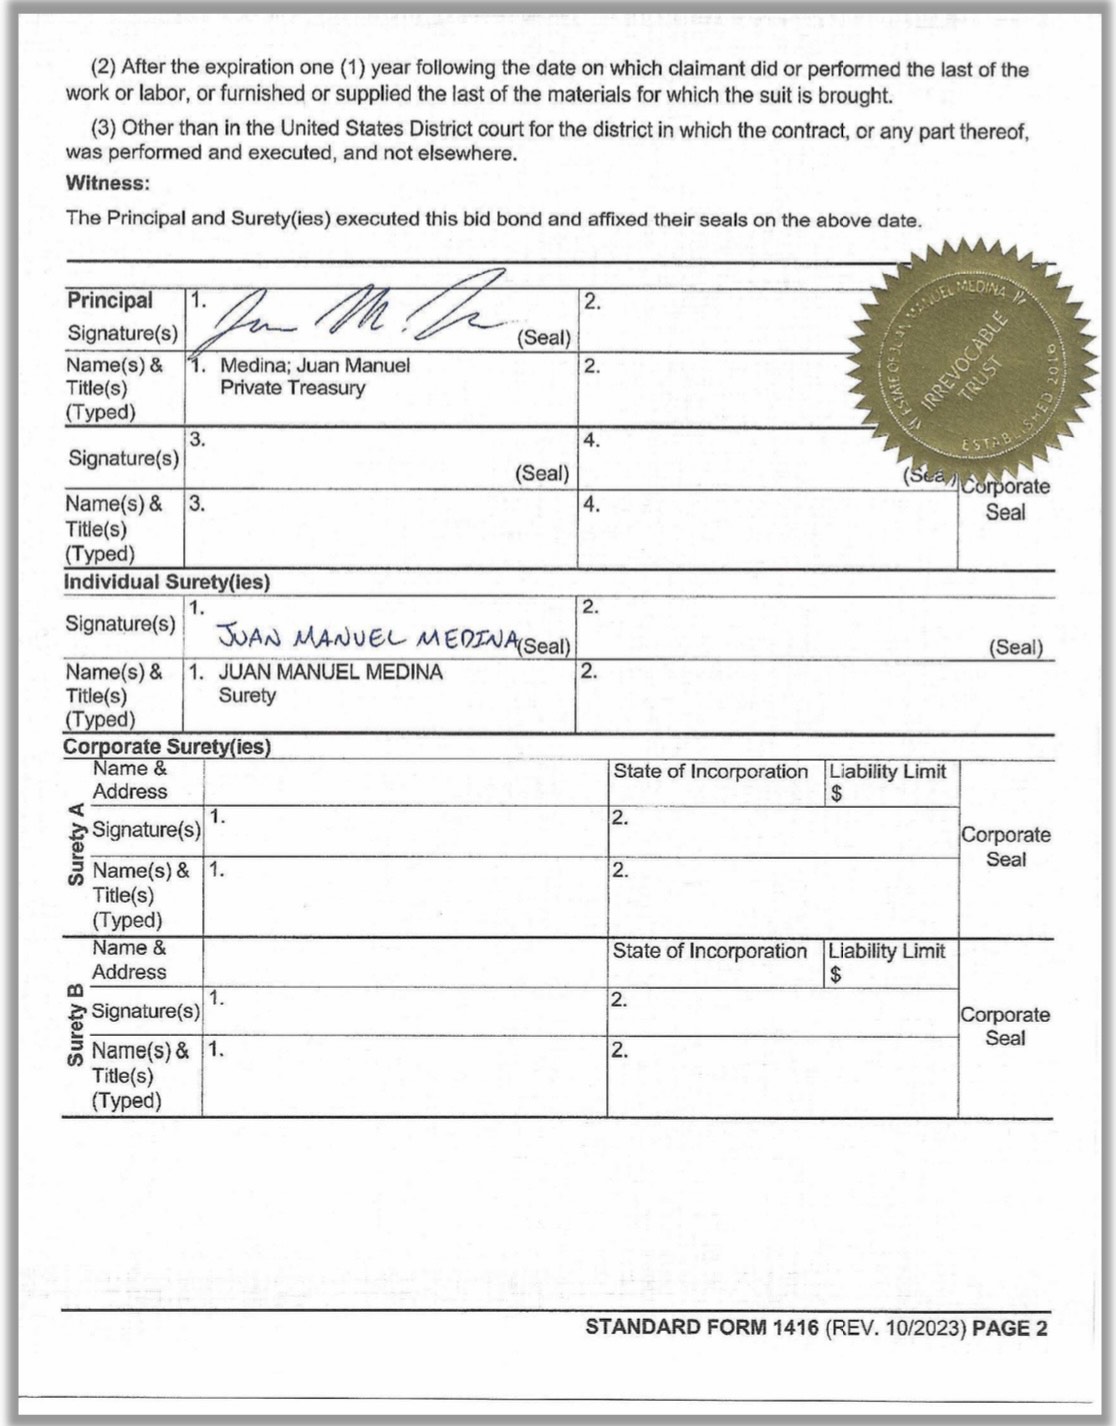 (2) After the expiration one (1) year following the date on which claimant did or performed the last of the
work or labor, or furnished or supplied the last of the materials for which the suit is brought.
(3) Other than in the United States District court for the district in which the contract, or any part thereof,
was performed and executed, and not elsewhere.
Witness:
The Principal and Surety(ies) executed this bid bond and affixed their seals on the above date.
Principal
Signature(s)
1.
(Seal)
2.
Name(s) &
Title(s)
(Typed)
1. Medina; Juan Manuel
Private Treasury
2.
ESTATE OF JUAN MANUEL MEDINA
IRREVOCABLE
TRUST
ESTABLISHED 2019
Signature(s)
3.
(Seal)
4.
(Seal)
Corporate
Seal
Name(s) &
Title(s)
(Typed)
3.
4.
Individual Surety(ies)
Signature(s)
1.
JUAN MANUEL MEDINA (Seal)
2.
(Seal)
Name(s) &
Title(s)
(Typed)
1. JUAN MANUEL MEDINA
Surety
2.
Corporate Surety(ies)
Surety A
Name &
Address
State of Incorporation
Liability Limit
$
Signature(s)
1.
2.
Corporate
Seal
Name(s) &
Title(s)
(Typed)
1.
2.
Surety B
Name &
Address
State of Incorporation
Liability Limit
$
Signature(s)
1.
2.
Corporate
Seal
Name(s) &
Title(s)
(Typed)
1.
2.
STANDARD FORM 1416 (REV. 10/2023) PAGE 2